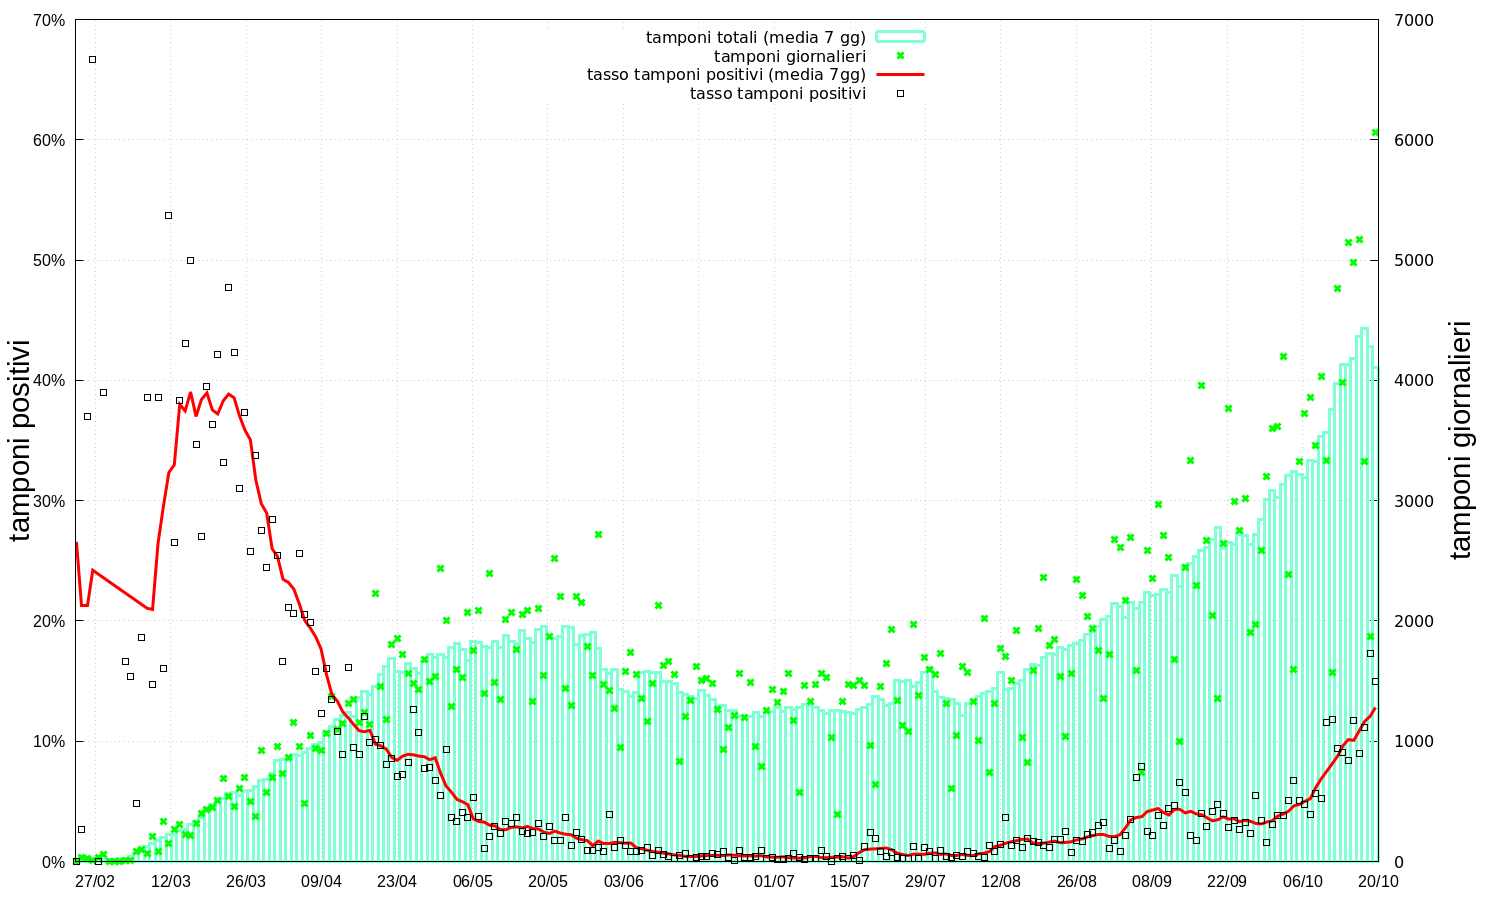 70%
60%
50%
40%
30%
20%
10%
0%
tamponi positivi
tamponi totali (media 7 gg)
tamponi giornalieri
tasso tamponi positivi (media 7gg)
tasso tamponi positivi
7000
6000
5000
4000
3000
2000
1000
0
tamponi giornalieri
27/02 12/03 26/03 09/04 23/04 06/05 20/05 03/06 17/06 01/07 15/07 29/07 12/08 26/08 08/09 22/09 06/10 20/10